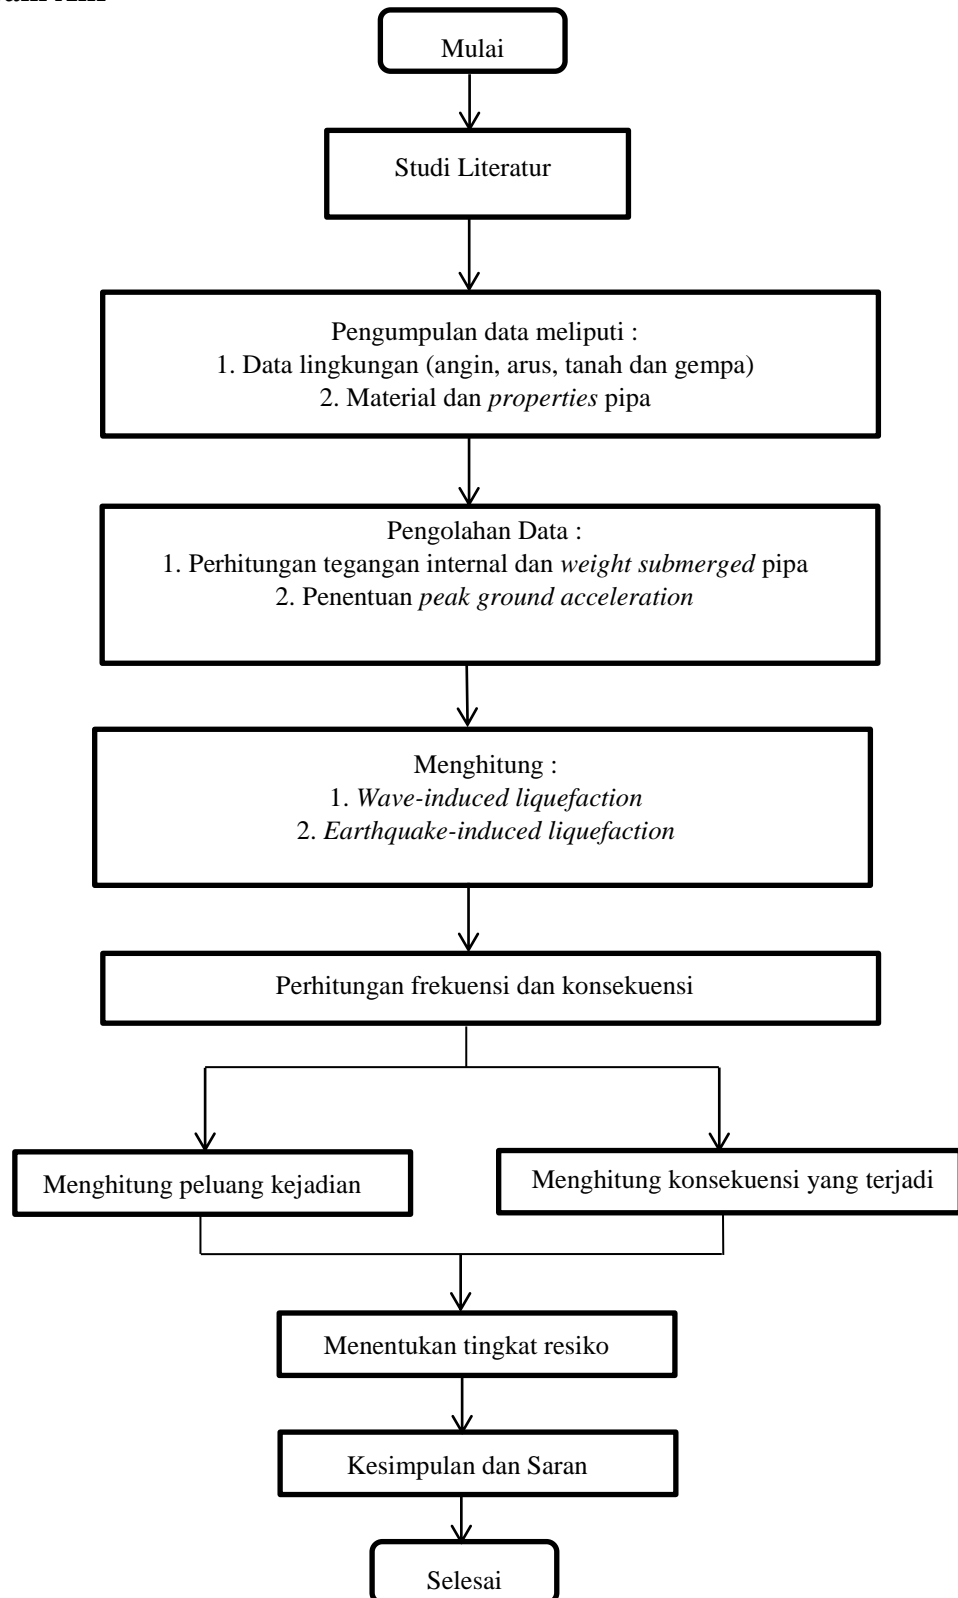 Mulai
Studi Literatur
Pengumpulan data meliputi :
1. Data lingkungan (angin, arus, tanah dan gempa)
2. Material dan properties pipa
Pengolahan Data :
1. Perhitungan tegangan internal dan weight submerged pipa
2. Penentuan peak ground acceleration
Menghitung :
1. Wave-induced liquefaction
2. Earthquake-induced liquefaction
Perhitungan frekuensi dan konsekuensi
Menghitung peluang kejadian
Menghitung konsekuensi yang terjadi
Menentukan tingkat resiko
Kesimpulan dan Saran
Selesai